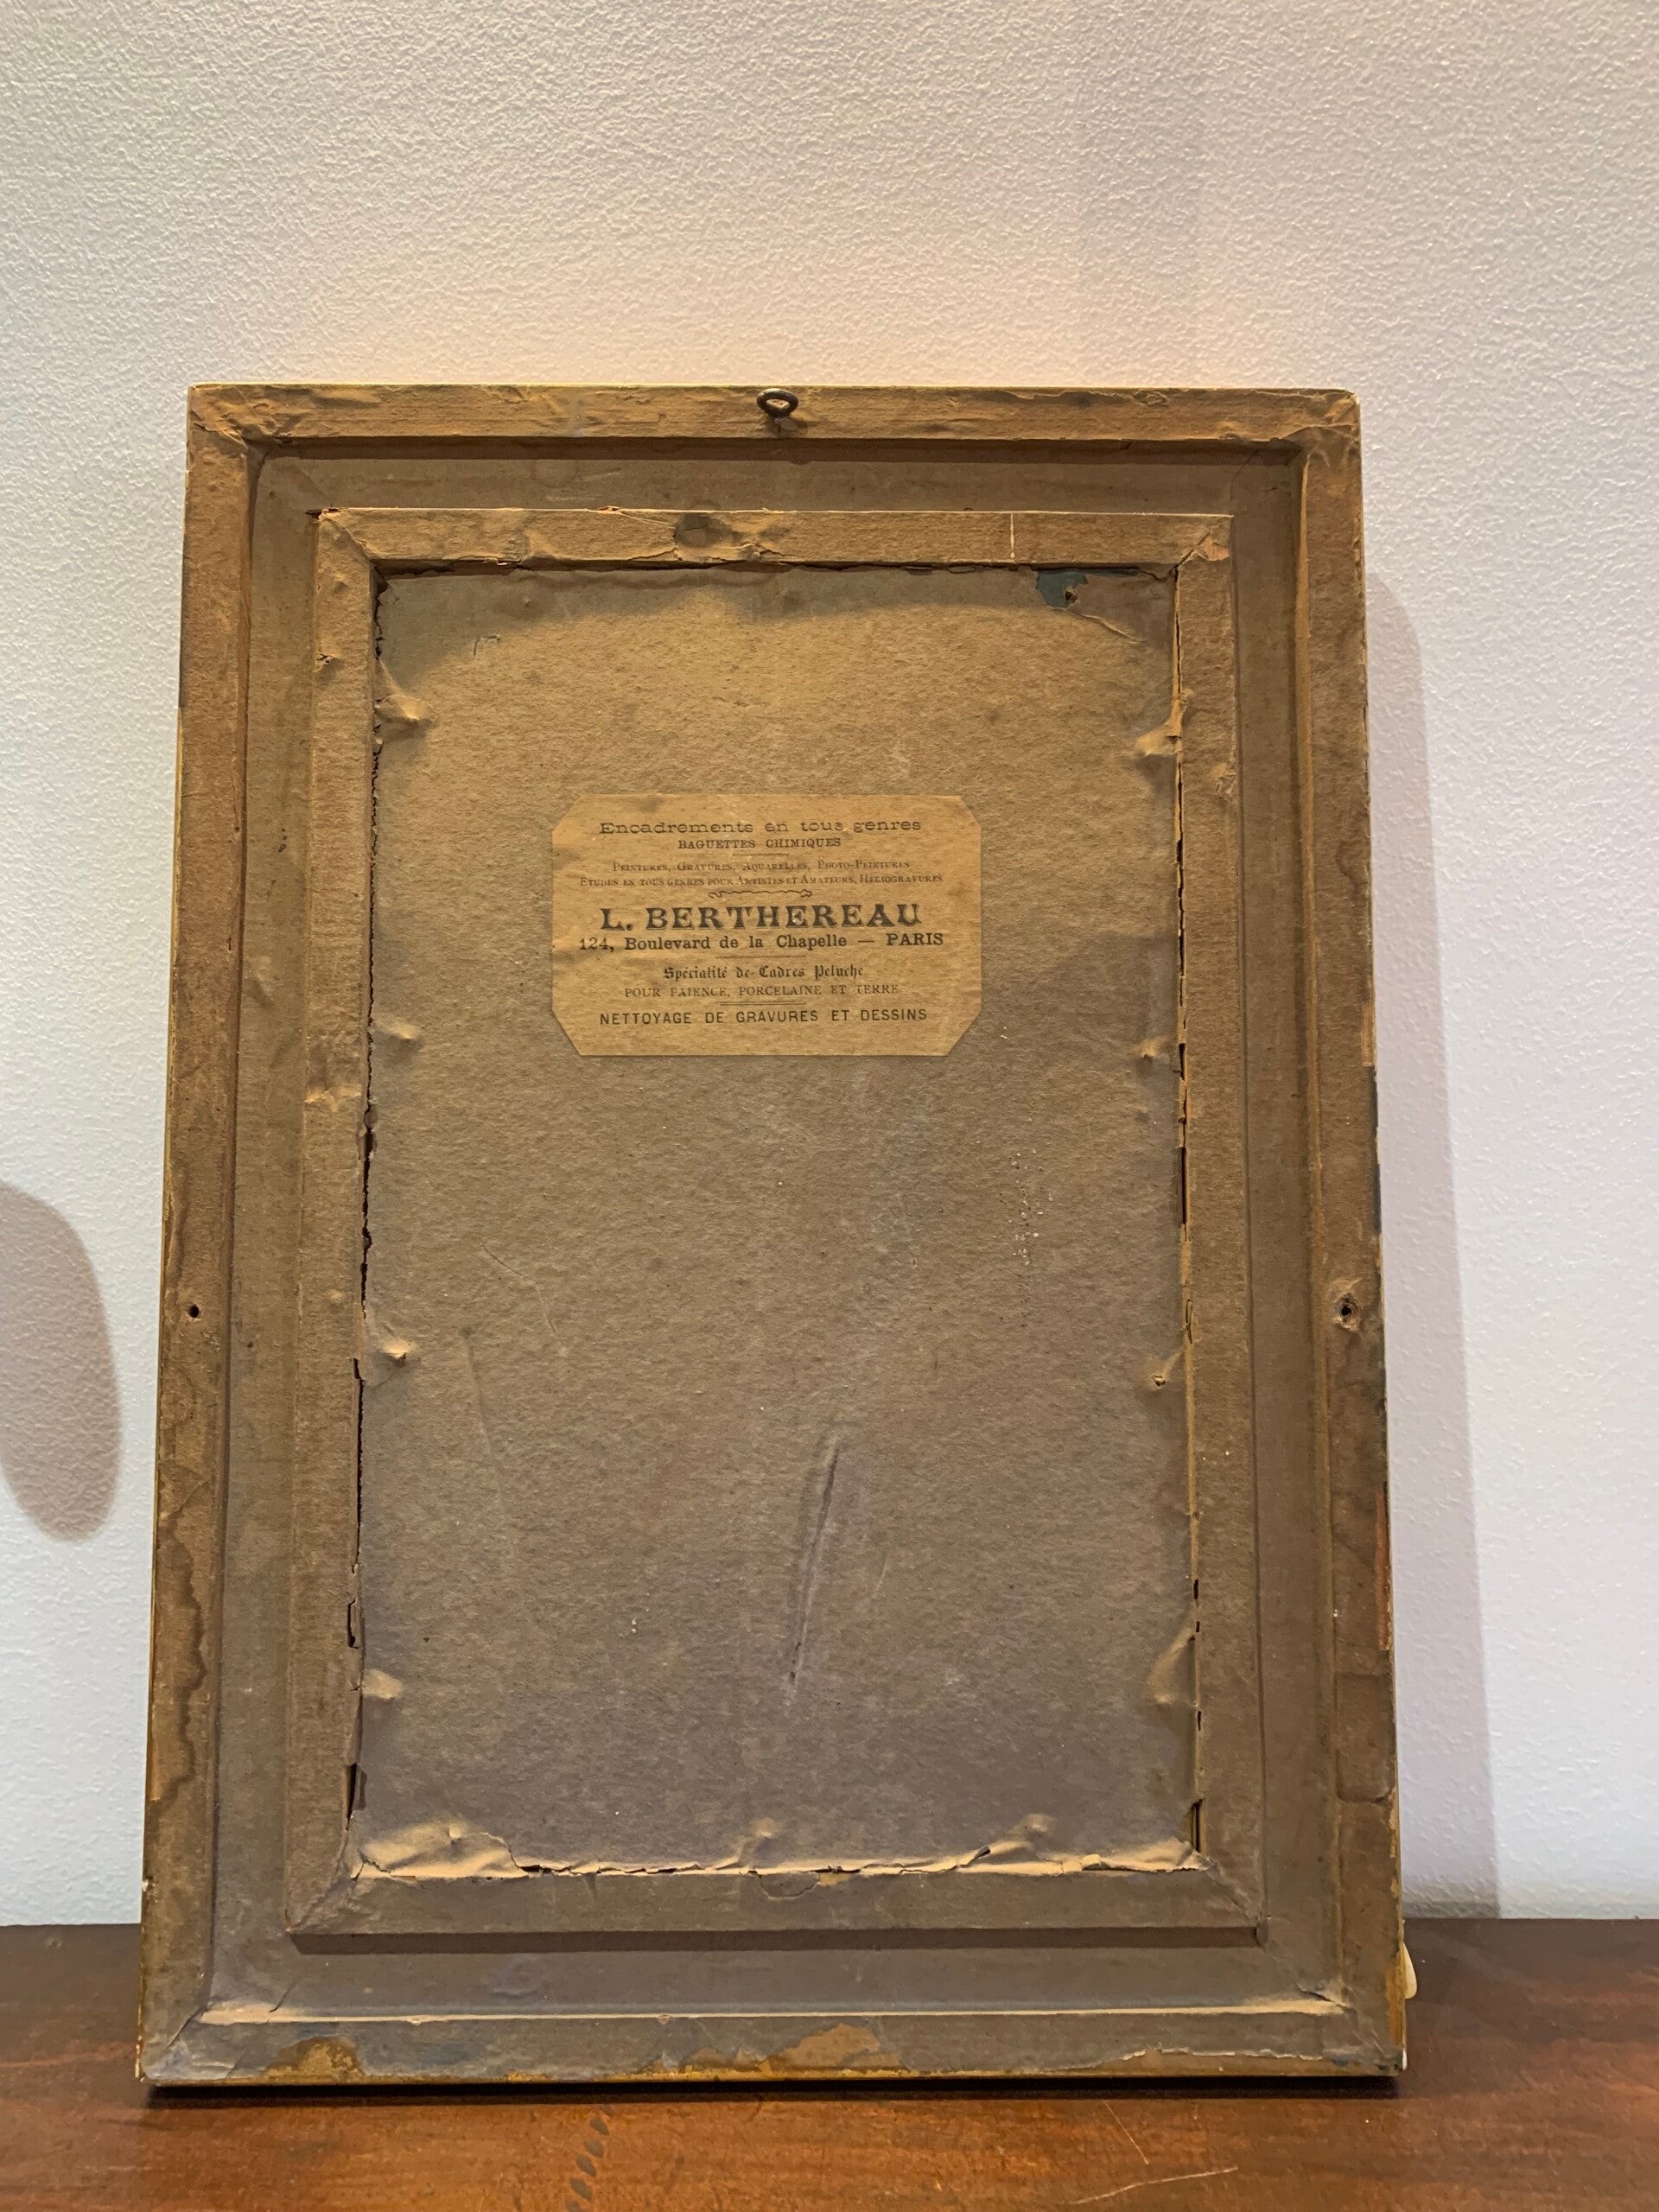 Encadrements en tous genres
BAGUETTES CHIMIQUES
PEINTURES, GRAVURES, AQUARELLES, PHOTO-PEINTURES
ÉTUDES EN TOUS GENRES POUR ARTISTES ET AMATEURS, HÉLIOGRAVURES
L. BERTHEREAU
124, Boulevard de la Chapelle — PARIS
Spécialité de Cadres Peluche
POUR FAIENCE, PORCELAINE ET TERRE
NETTOYAGE DE GRAVURES ET DESSINS